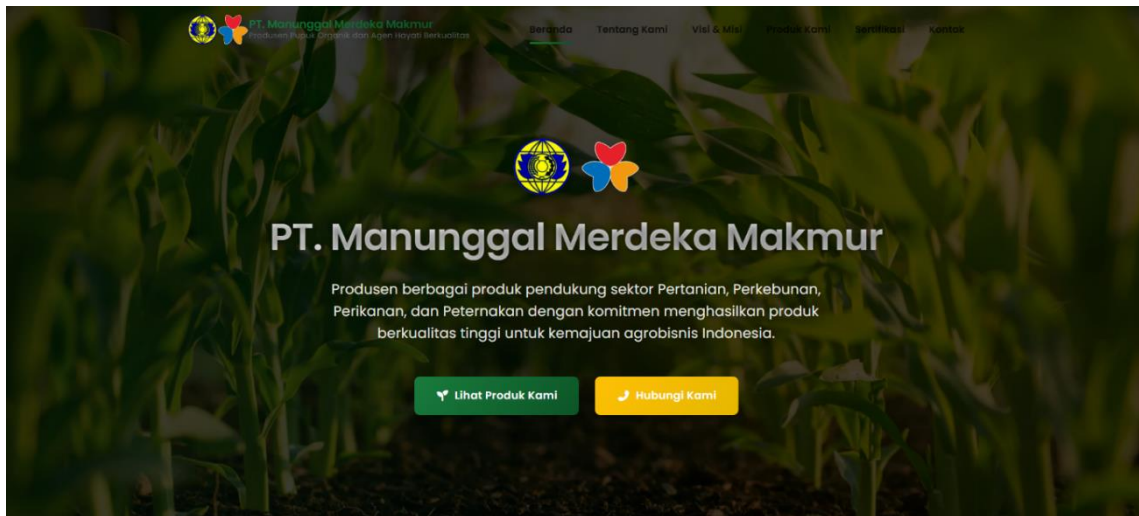 PT. Manunggal Merdeka Makmur
Produsen Pupuk Organik dan Agen Hayati Berkualitas
Beranda
Tentang Kami
Visi & Misi
Produk Kami
Sertifikasi
Kontak
PT. Manunggal Merdeka Makmur
Produsen berbagai produk pendukung sektor Pertanian, Perkebunan,
Perikanan, dan Peternakan dengan komitmen menghasilkan produk
berkualitas tinggi untuk kemajuan agrobisnis Indonesia.
Lihat Produk Kami
Hubungi Kami